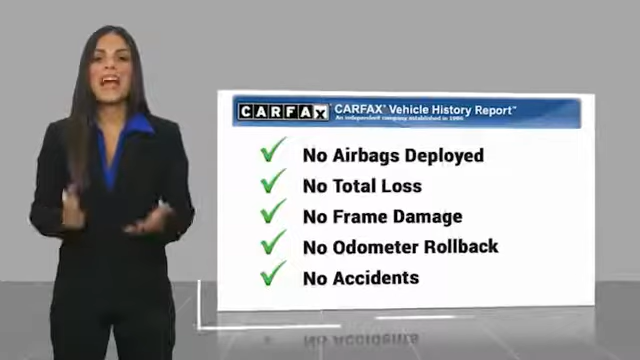 CARFAX CARFAX® Vehicle History Report™
An independent company established in 1986
No Airbags Deployed
No Total Loss
No Frame Damage
No Odometer Rollback
No Accidents